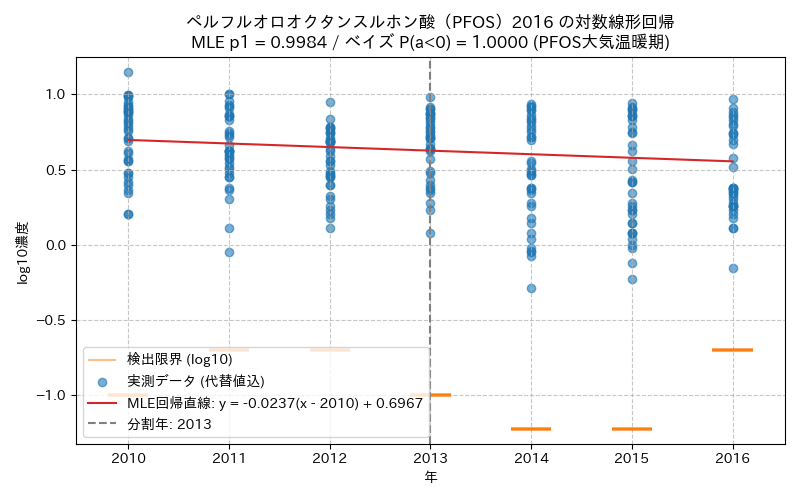 ペルフルオロオクタンスルホン酸（PFOS）2016 の対数線形回帰
MLE p1 = 0.9984 / ベイズ P(a<0) = 1.0000 (PFOS大気温暖期)
log10濃度
1.0
0.5
0.0
−0.5
−1.0
検出限界 (log10)
実測データ (代替値込)
MLE回帰直線: y = -0.0237(x - 2010) + 0.6967
分割年: 2013
2010 2011 2012 2013 2014 2015 2016
年